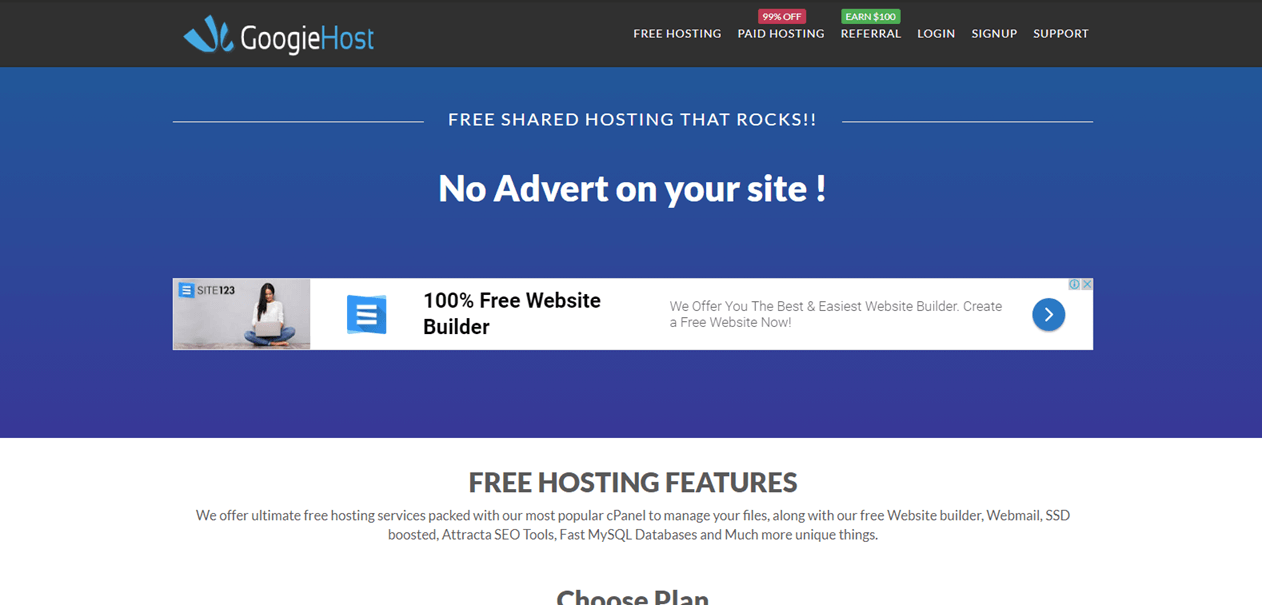 GoogieHost
99% OFF
EARN $100
FREE HOSTING PAID HOSTING REFERRAL LOGIN SIGNUP SUPPORT
FREE SHARED HOSTING THAT ROCKS!!
No Advert on your site !
SITE123
100% Free Website
Builder
We Offer You The Best & Easiest Website Builder. Create
a Free Website Now!
FREE HOSTING FEATURES
We offer ultimate free hosting services packed with our most popular cPanel to manage your files, along with our free Website builder, Webmail, SSD
boosted, Attracta SEO Tools, Fast MySQL Databases and Much more unique things.
Choose Plan